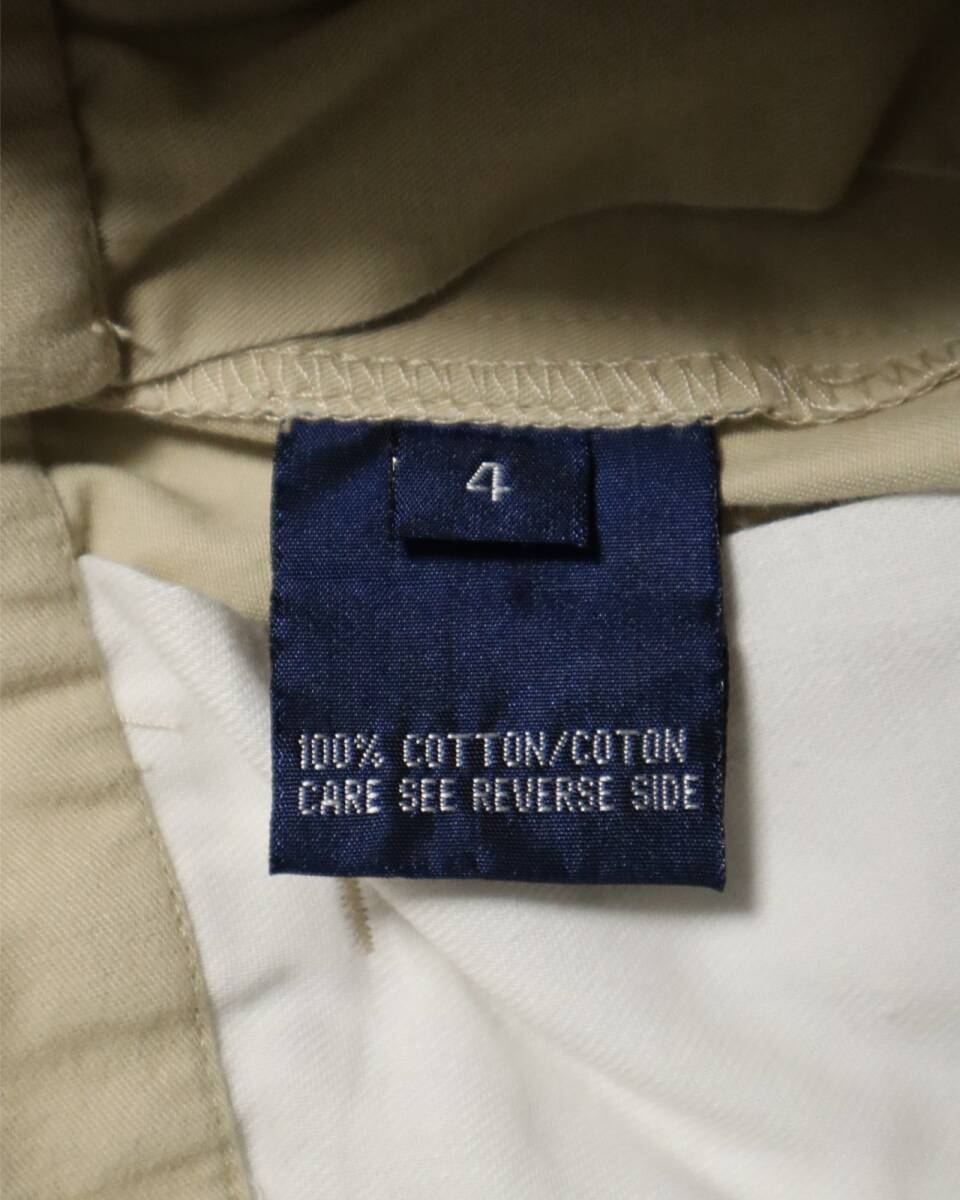 4
100% COTTON/COTON
CARE SEE REVERSE SIDE